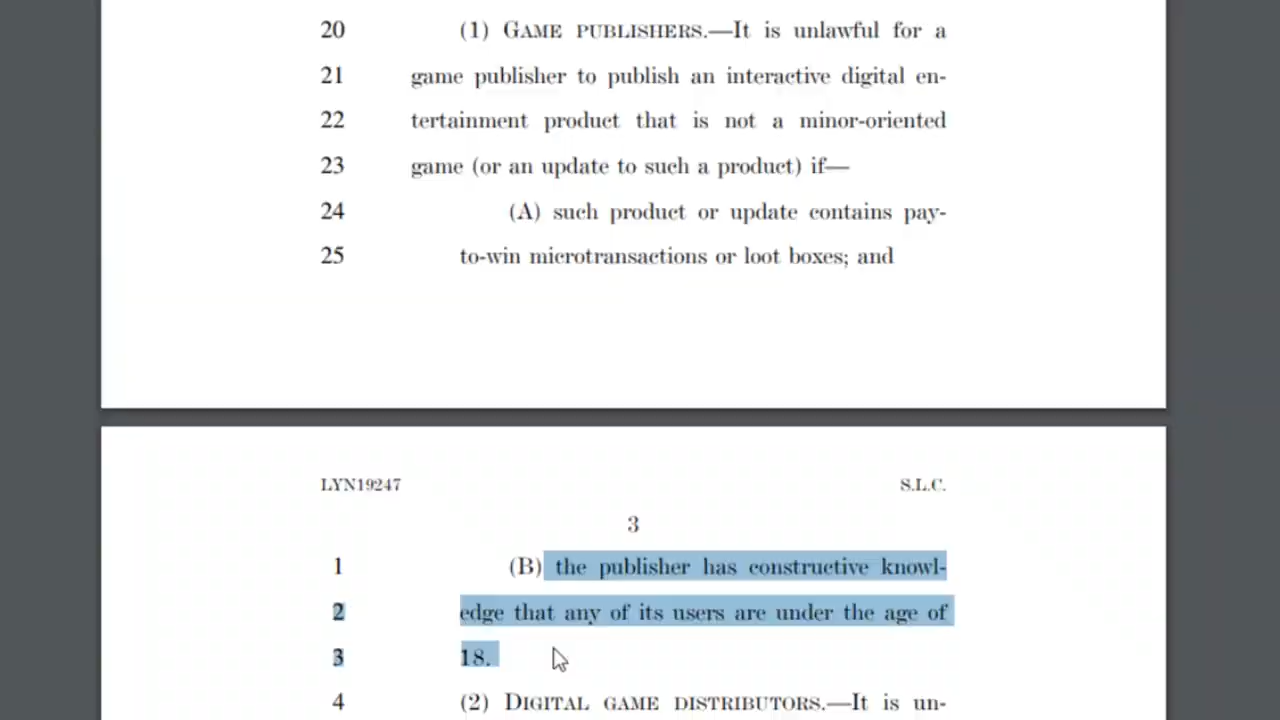 20 (1) GAME PUBLISHERS.—It is unlawful for a
21 game publisher to publish an interactive digital en-
22 tertainment product that is not a minor-oriented
23 game (or an update to such a product) if—
24 (A) such product or update contains pay-
25 to-win microtransactions or loot boxes; and
LYN19247 S.L.C.
3
1 (B) the publisher has constructive knowl-
2 edge that any of its users are under the age of
3 18.
4 (2) DIGITAL GAME DISTRIBUTORS.—It is un-